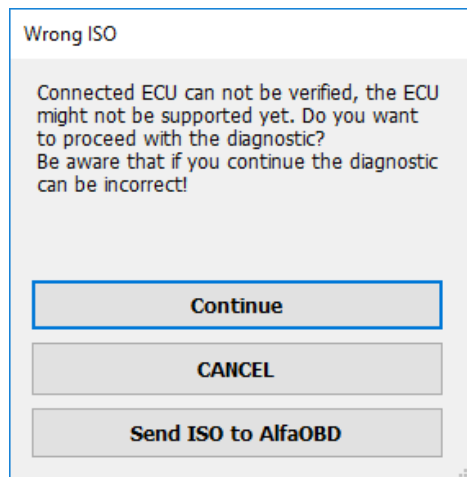 Wrong ISO
Connected ECU can not be verified, the ECU
might not be supported yet. Do you want
to proceed with the diagnostic?
Be aware that if you continue the diagnostic
can be incorrect!
Continue
CANCEL
Send ISO to AlfaOBD